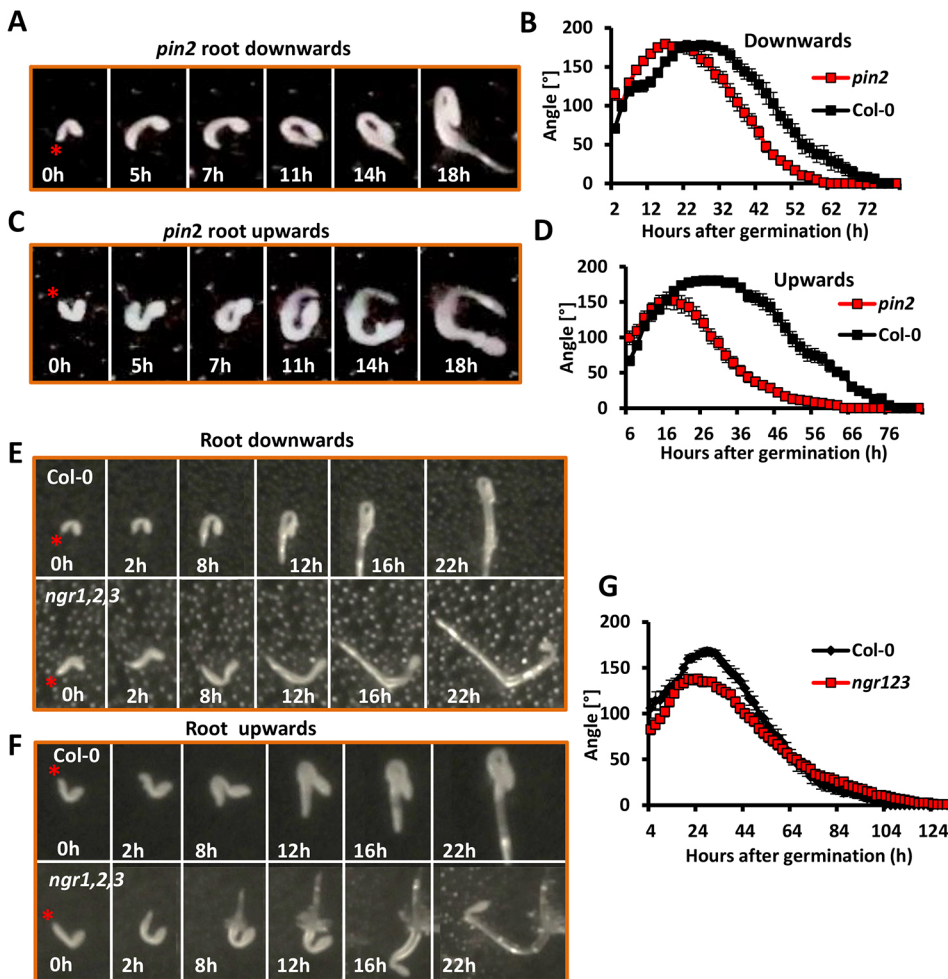 A
pin2 root downwards
*
0h 5h 7h 11h 14h 18h
B
Downwards
Angle [°]
200
150
100
50
0
pin2
Col-0
2 12 22 32 42 52 62 72
Hours after germination (h)
C
pin2 root upwards
*
0h 5h 7h 11h 14h 18h
D
Upwards
Angle [°]
200
150
100
50
0
pin2
Col-0
6 16 26 36 46 56 66 76
Hours after germination (h)
E
Root downwards
Col-0
*
0h 2h 8h 12h 16h 22h
ngr1,2,3
*
0h 2h 8h 12h 16h 22h
F
Root upwards
Col-0
*
0h 2h 8h 12h 16h 22h
ngr1,2,3
*
0h 2h 8h 12h 16h 22h
G
Angle [°]
200
150
100
50
0
Col-0
ngr123
4 24 44 64 84 104 124
Hours after germination (h)